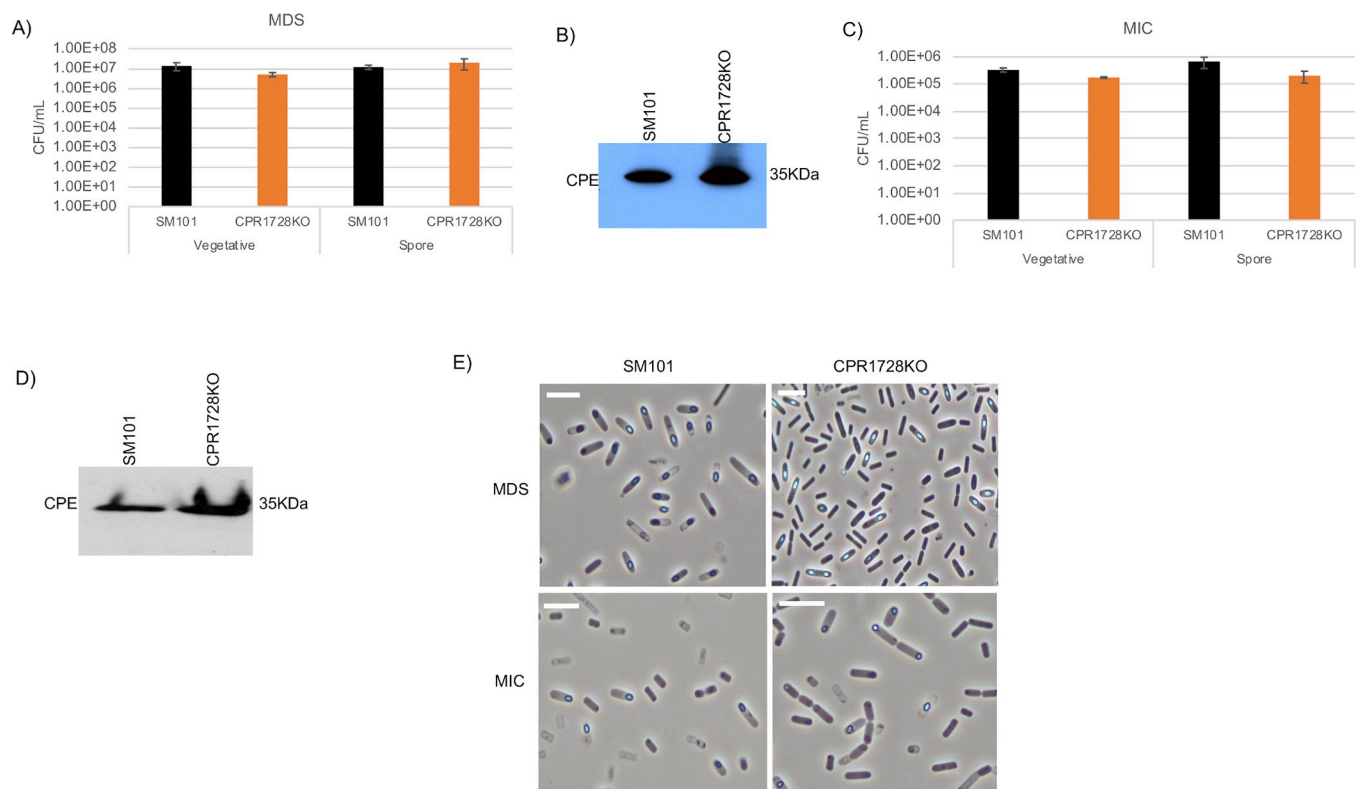 A)
MDS
1.00E+08
1.00E+07
1.00E+06
1.00E+05
1.00E+04
1.00E+03
1.00E+02
1.00E+01
1.00E+00
CFU/mL
SM101 CPR1728KO SM101 CPR1728KO
Vegetative Spore
B)
SM101 CPR1728KO
CPE 35KDa
C)
MIC
1.00E+06
1.00E+05
1.00E+04
1.00E+03
1.00E+02
1.00E+01
1.00E+00
CFU/mL
SM101 CPR1728KO SM101 CPR1728KO
Vegetative Spore
D)
SM101 CPR1728KO
CPE 35KDa
E)
SM101 CPR1728KO
MDS
MIC